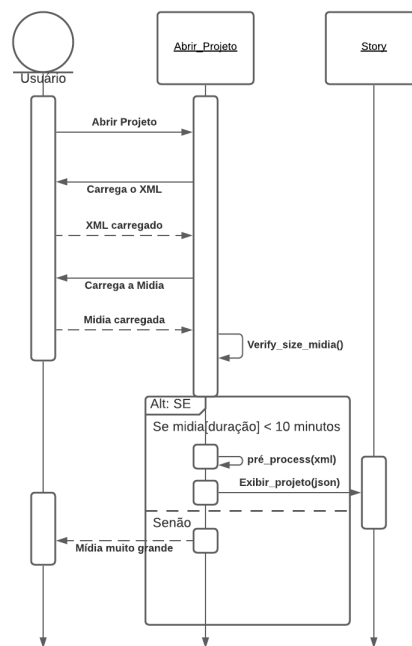 Usuário
Abrir_Projeto
Story
Abrir Projeto
Carrega o XML
XML carregado
Carrega a Midia
Midia carregada
Verify_size_midia()
Alt: SE
Se midia[duração] < 10 minutos
pré_process(xml)
Exibir_projeto(json)
Senão
Mídia muito grande